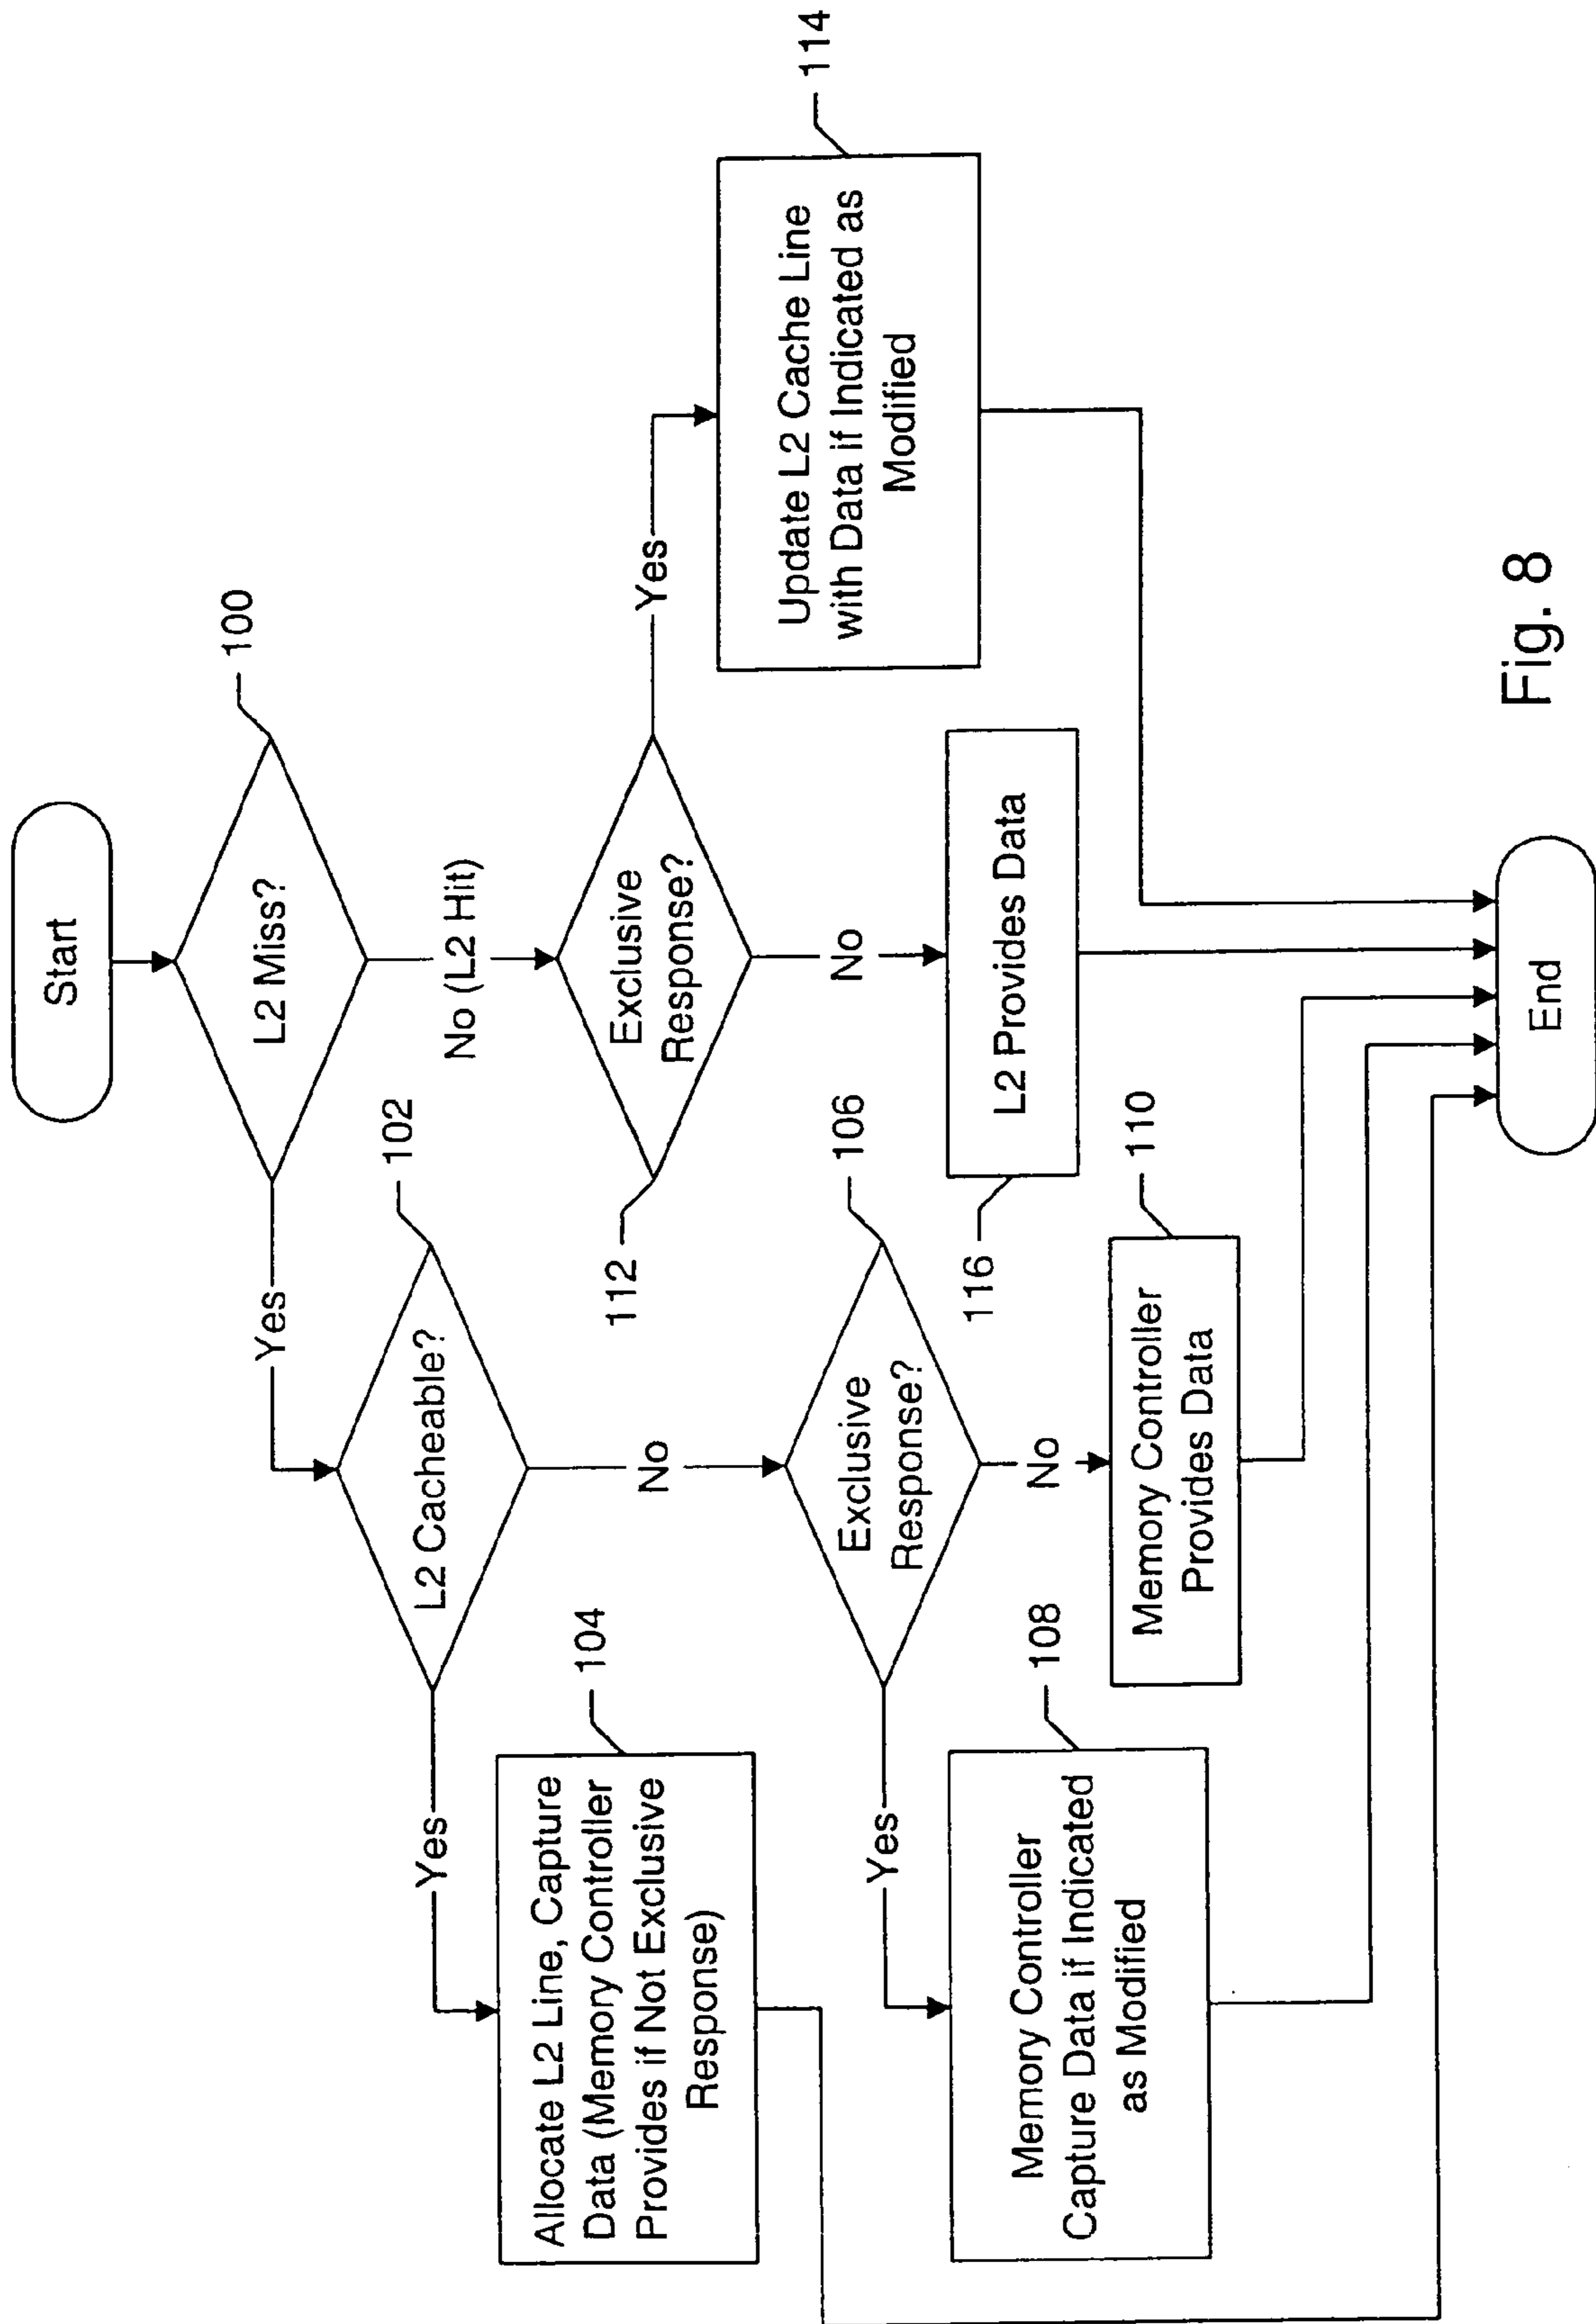 Start
100
L2 Miss?
Yes
No (L2 Hit)
102
L2 Cacheable?
112
Exclusive
Response?
Yes
Yes
No
No
114
Update L2 Cache Line
with Data if Indicated as
Modified
104
Allocate L2 Line, Capture
Data (Memory Controller
Provides if Not Exclusive
Response)
106
Exclusive
Response?
116
L2 Provides Data
Yes
No
108
Memory Controller
Capture Data if Indicated
as Modified
110
Memory Controller
Provides Data
End
Fig. 8